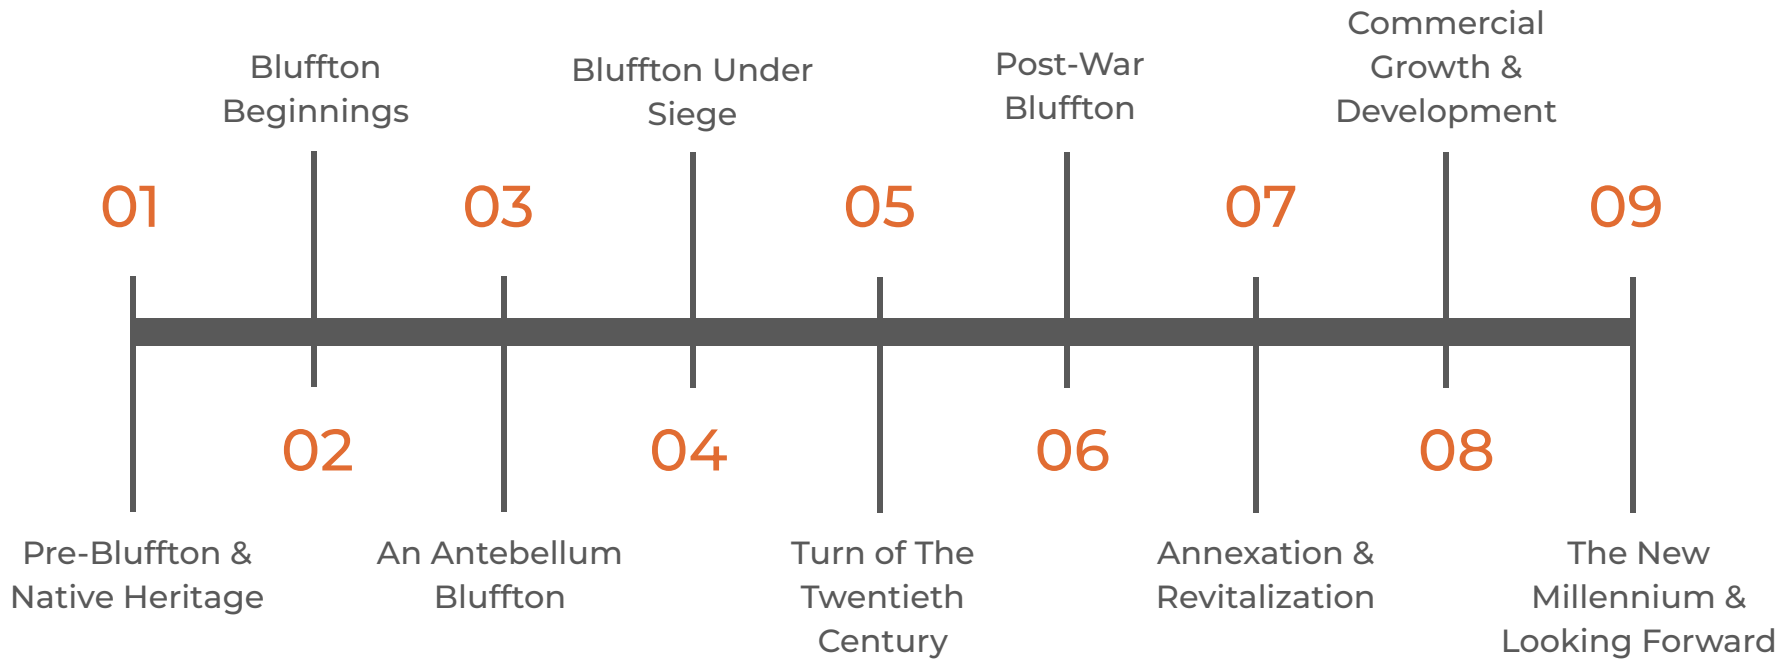 01
Pre-Bluffton &
Native Heritage
Bluffton
Beginnings
02
03
An Antebellum
Bluffton
Bluffton Under
Siege
04
05
Turn of The
Twentieth
Century
Post-War
Bluffton
06
07
Annexation &
Revitalization
Commercial
Growth &
Development
08
09
The New
Millennium &
Looking Forward